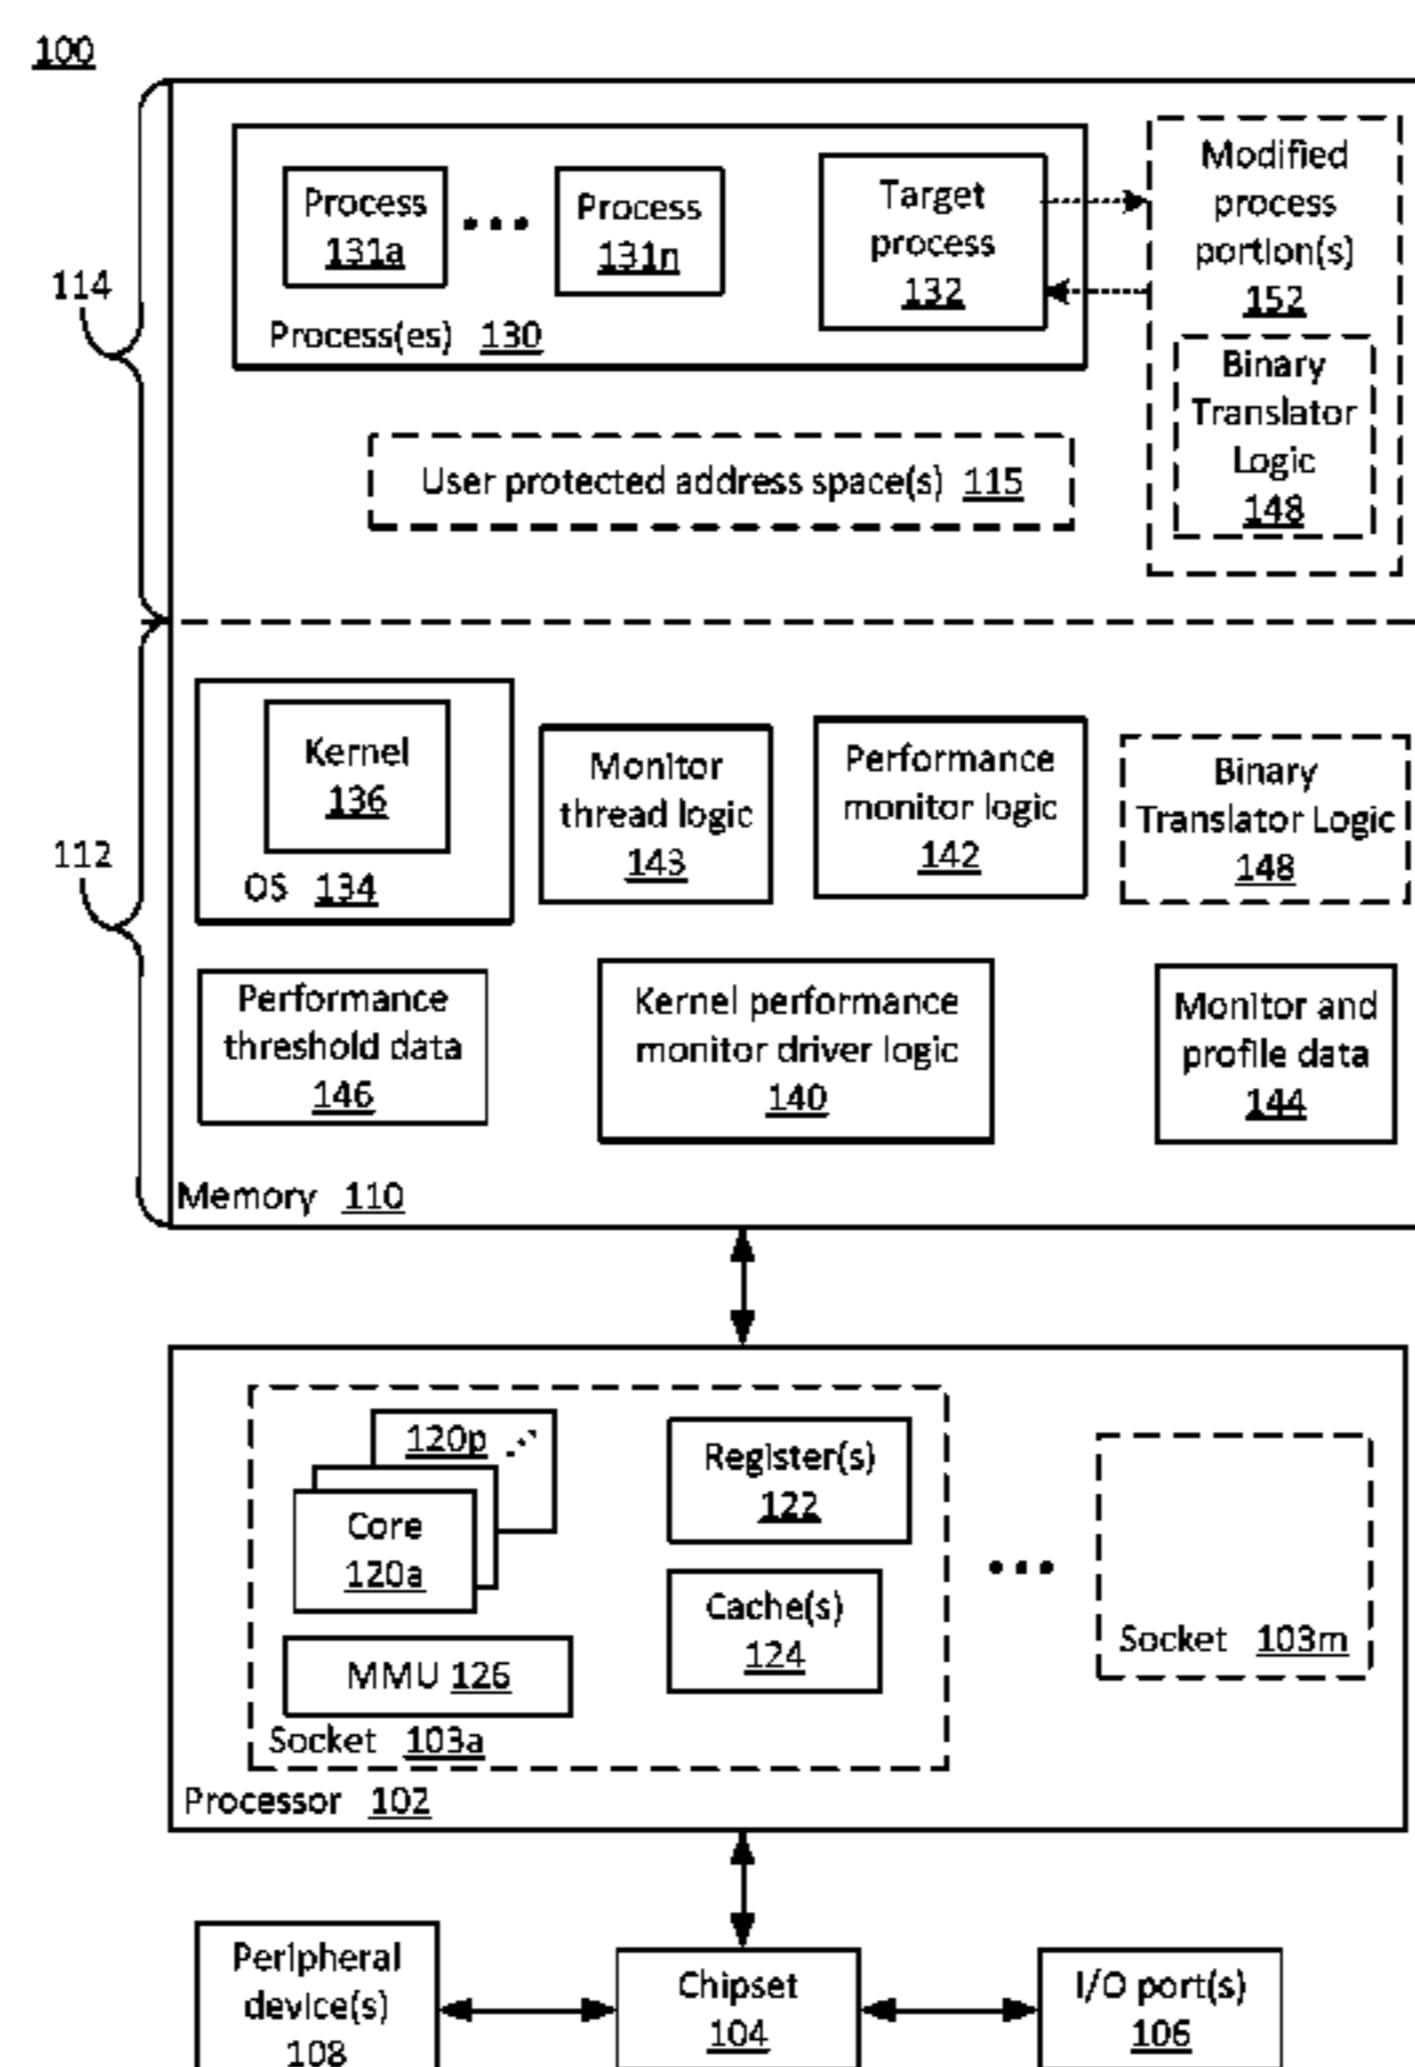 100
Process
131a
Process
131n
Target
process
132
Process(es) 130
Modified
process
portion(s)
152
Binary
Translator
Logic
148
114
User protected address space(s) 115
Kernel
136
OS 134
Monitor
thread logic
143
Performance
monitor logic
142
Binary
Translator Logic
148
112
Performance
threshold data
146
Kernel performance
monitor driver logic
140
Monitor and
profile data
144
Memory 110
120p
Core
120a
Register(s)
122
Cache(s)
124
MMU 126
Socket 103a
Socket 103m
Processor 102
Peripheral
device(s)
108
Chipset
104
I/O port(s)
106